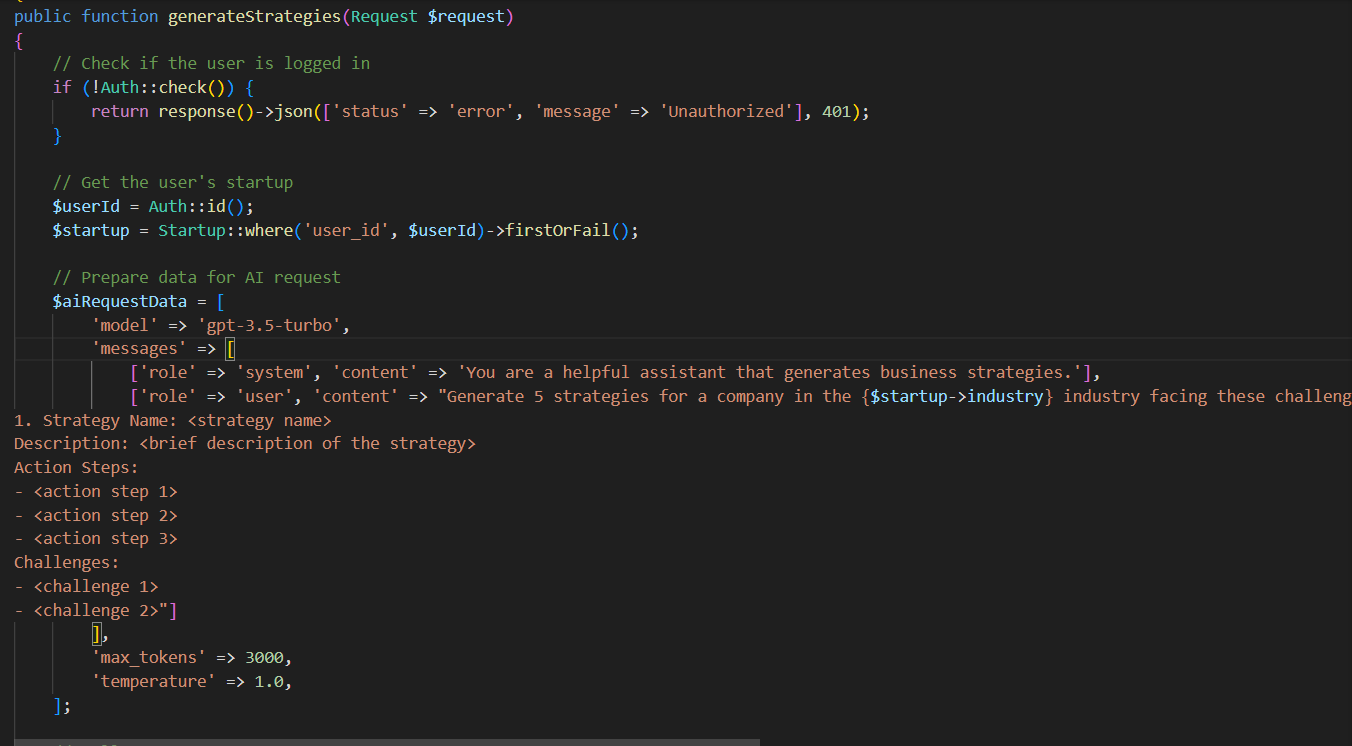 public function generateStrategies(Request $request)
{
    // Check if the user is logged in
    if (!Auth::check()) {
        return response()->json(['status' => 'error', 'message' => 'Unauthorized'], 401);
    }

    // Get the user's startup
    $userId = Auth::id();
    $startup = Startup::where('user_id', $userId)->firstOrFail();

    // Prepare data for AI request
    $aiRequestData = [
        'model' => 'gpt-3.5-turbo',
        'messages' => [
            ['role' => 'system', 'content' => 'You are a helpful assistant that generates business strategies.'],
            ['role' => 'user', 'content' => "Generate 5 strategies for a company in the {$startup->industry} industry facing these challeng
1. Strategy Name: <strategy name>
Description: <brief description of the strategy>
Action Steps:
- <action step 1>
- <action step 2>
- <action step 3>
Challenges:
- <challenge 1>
- <challenge 2>"]
        ],
        'max_tokens' => 3000,
        'temperature' => 1.0,
    ];